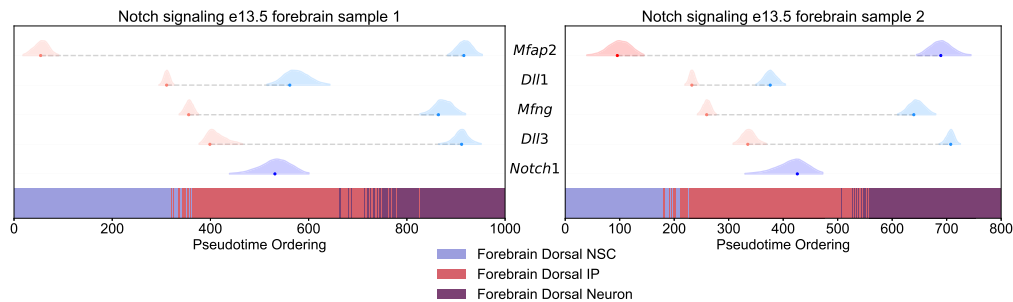 Notch signaling e13.5 forebrain sample 1
Notch signaling e13.5 forebrain sample 2
Mfap2
Dll1
Mfng
Dll3
Notch1
0 200 400 600 800 1000
0 100 200 300 400 500 600 700 800
Pseudotime Ordering
Pseudotime Ordering
Forebrain Dorsal NSC
Forebrain Dorsal IP
Forebrain Dorsal Neuron